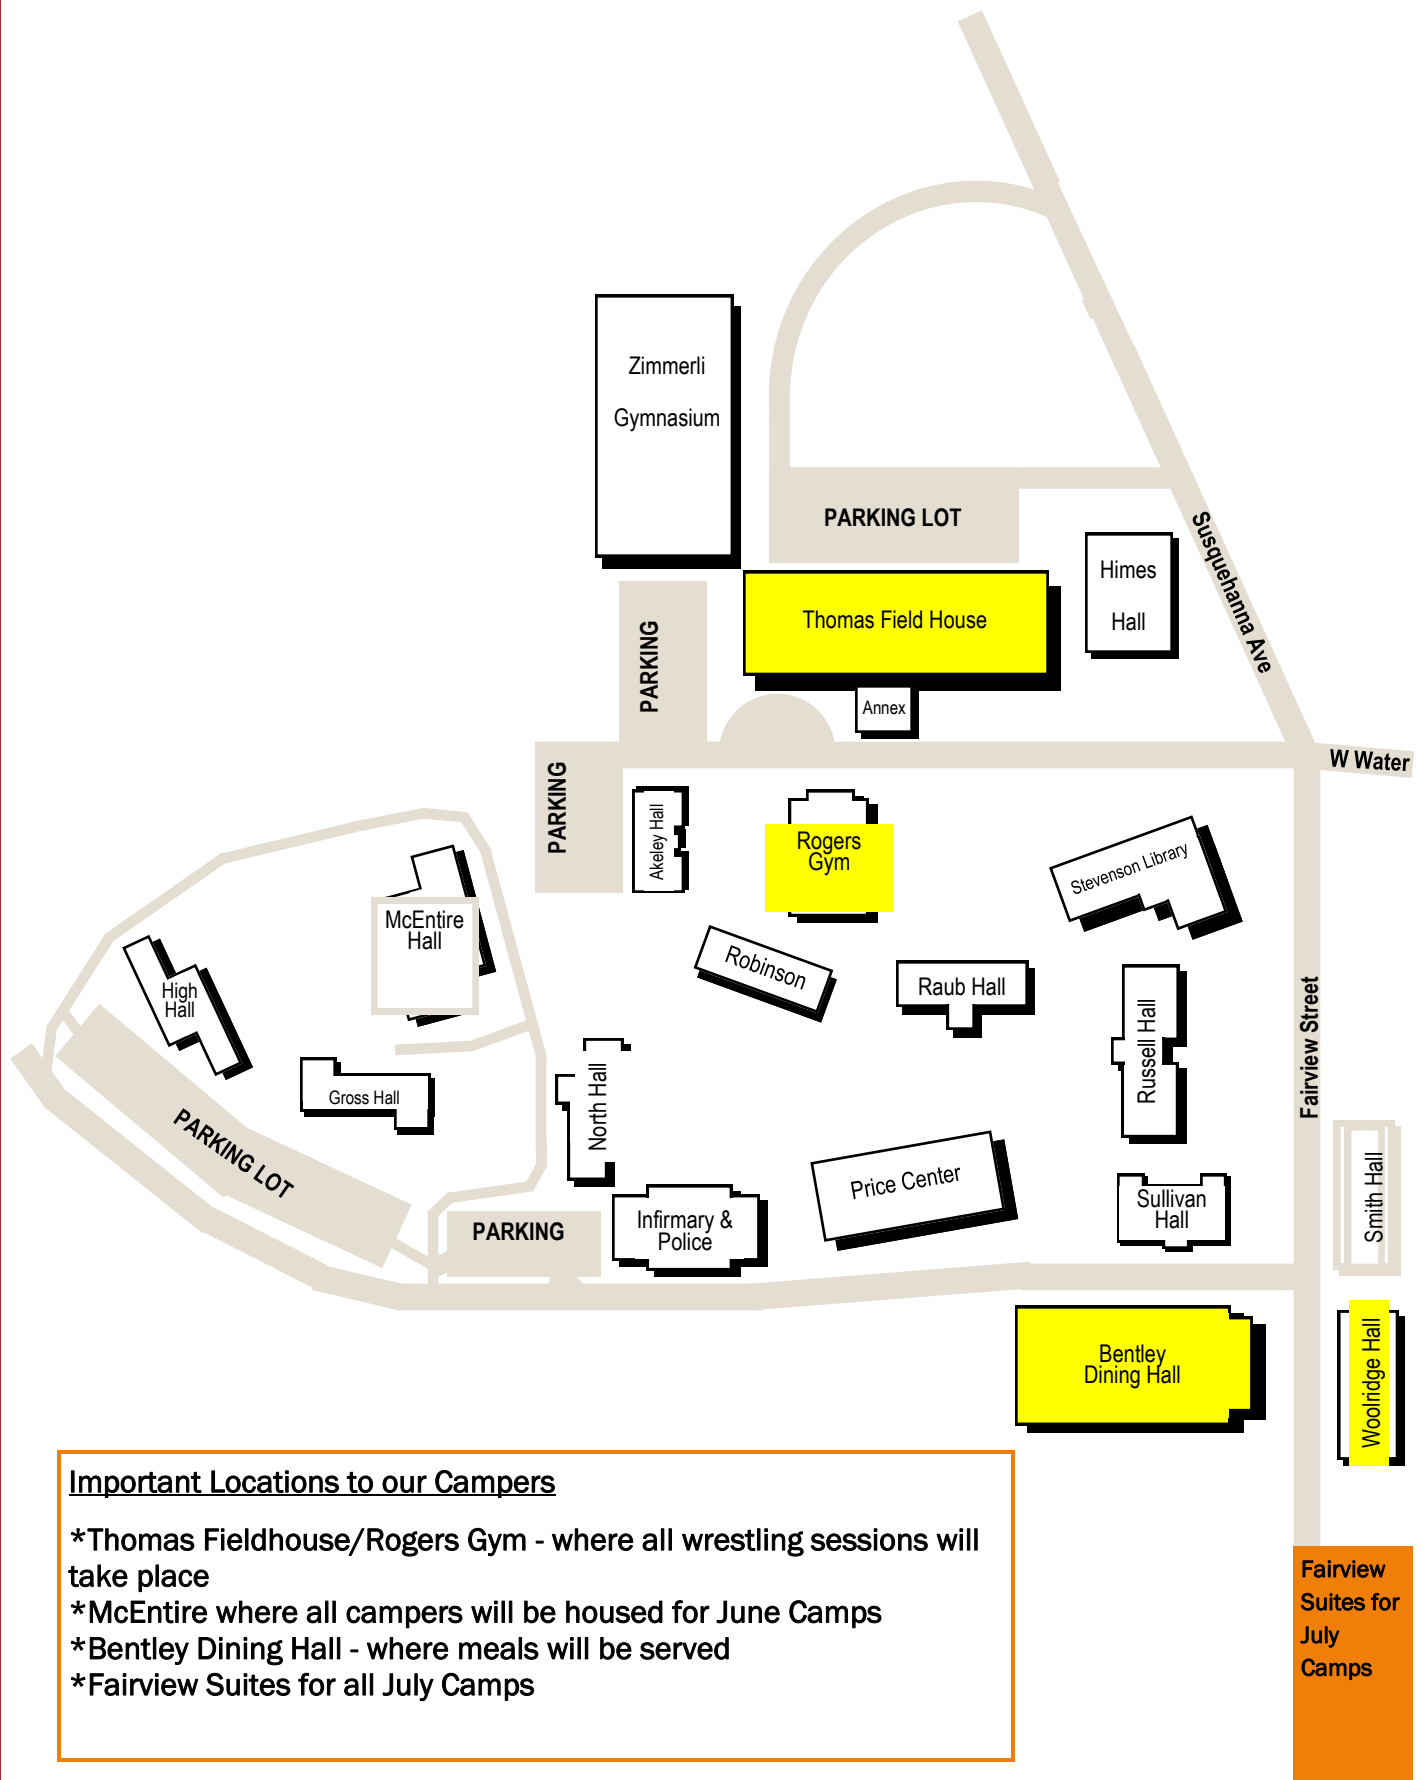 Zimmerli
Gymnasium
PARKING LOT
Susquehanna Ave
Himes
Hall
Thomas Field House
PARKING
Annex
W Water
PARKING
Akeley Hall
Rogers
Gym
Stevenson Library
McEntire
Hall
High
Hall
Robinson
Raub Hall
Russell Hall
Fairview Street
Gross Hall
North Hall
PARKING LOT
Price Center
Smith Hall
Sullivan
Hall
PARKING
Infirmary &
Police
Bentley
Dining Hall
Woolridge Hall
Important Locations to our Campers
*Thomas Fieldhouse/Rogers Gym - where all wrestling sessions will
take place
*McEntire where all campers will be housed for June Camps
*Bentley Dining Hall - where meals will be served
*Fairview Suites for all July Camps
Fairview
Suites for
July
Camps